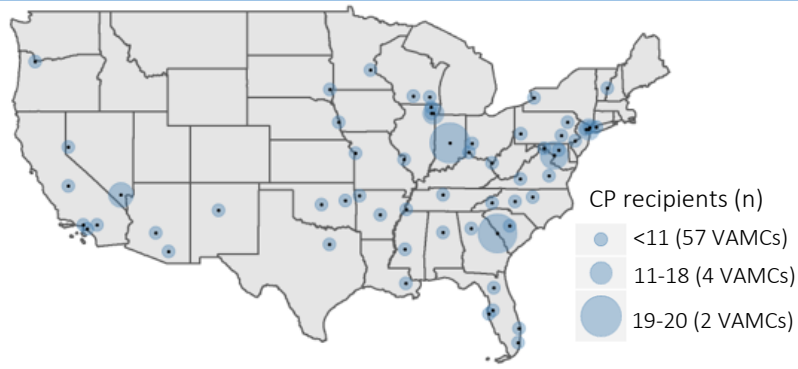 CP recipients (n)
<11 (57 VAMCs)
11-18 (4 VAMCs)
19-20 (2 VAMCs)